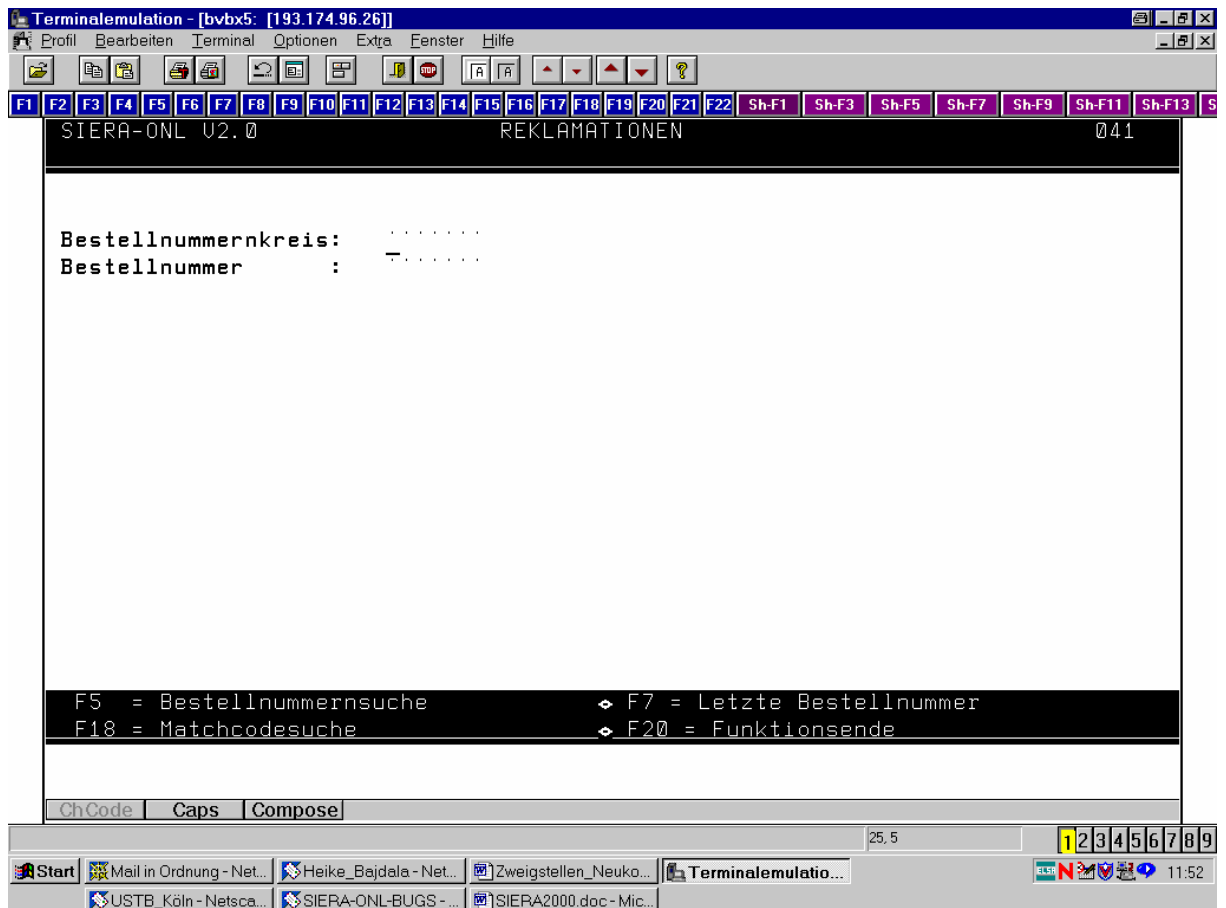 Terminalemulation - [bvbx5: [193.174.96.26]]
Profil Bearbeiten Terminal Optionen Extra Fenster Hilfe
STOP A A ?
F1 F2 F3 F4 F5 F6 F7 F8 F9 F10 F11 F12 F13 F14 F15 F16 F17 F18 F19 F20 F21 F22 Sh-F1 Sh-F3 Sh-F5 Sh-F7 Sh-F9 Sh-F11 Sh-F13 S
SIERA-ONL V2.0 REKLAMATIONEN 041
Bestellnummernkreis: .......
Bestellnummer : .......
F5 = Bestellnummernsuche F7 = Letzte Bestellnummer
F18 = Matchcodesuche F20 = Funktionsende
ChCode Caps Compose
25, 5 1 2 3 4 5 6 7 8 9
Start Mail in Ordnung - Net... Heike_Bajdala - Net... Zweigstellen_Neuko... Terminalemulatio... ELSA N 11:52
USTB_Köln - Netsca... SIERA-ONL-BUGS - ... SIERA2000.doc - Mic...